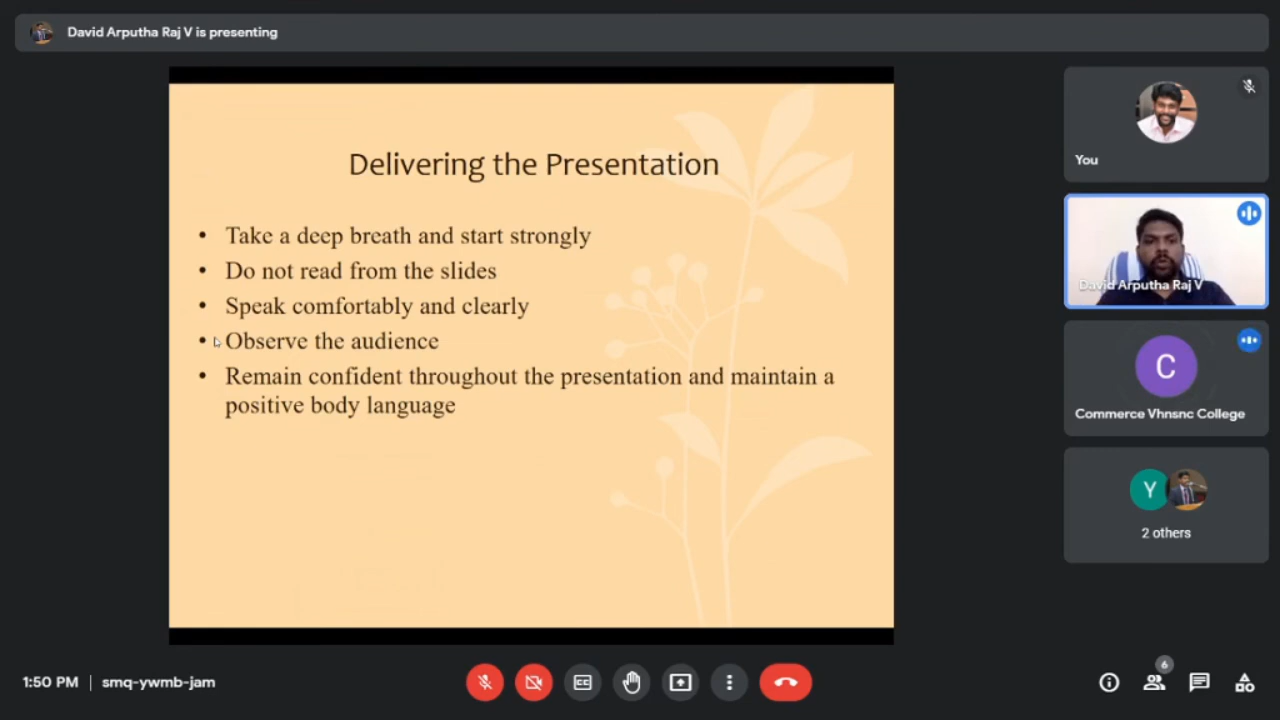 David Arputha Raj V is presenting
Delivering the Presentation
• Take a deep breath and start strongly
• Do not read from the slides
• Speak comfortably and clearly
• Observe the audience
• Remain confident throughout the presentation and maintain a
positive body language
You
David Arputha Raj V
C
Commerce Vhnsnc College
Y
2 others
1:50 PM | smq-ywmb-jam
CC
6